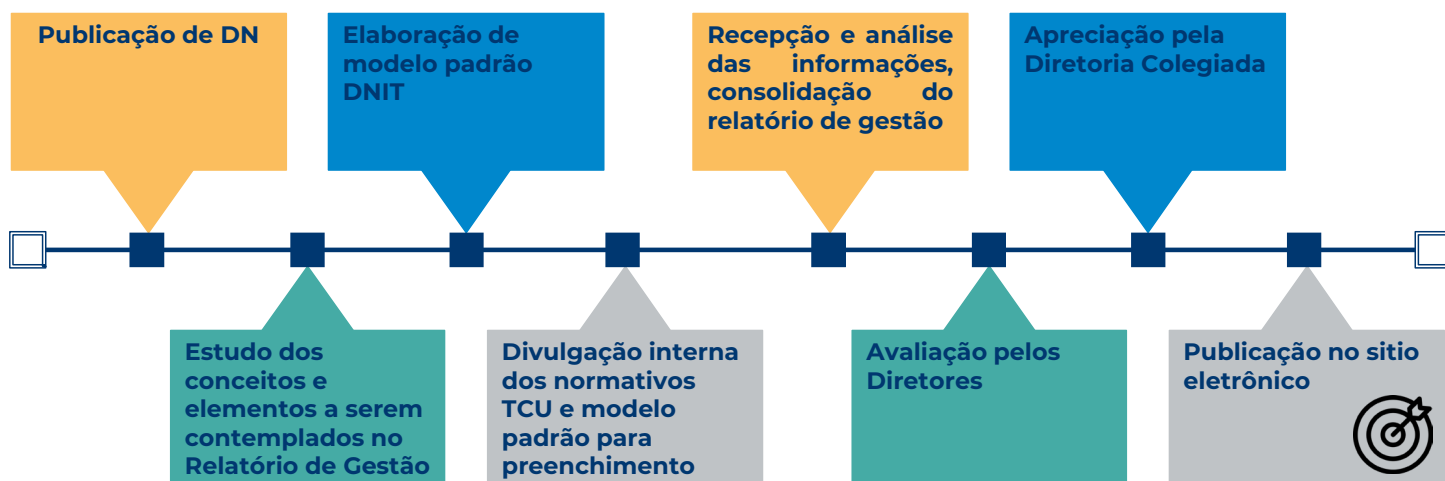 Publicação de DN
Elaboração de
modelo padrão
DNIT
Recepção e análise
das informações,
consolidação do
relatório de gestão
Apreciação pela
Diretoria Colegiada
Estudo dos
conceitos e
elementos a serem
contemplados no
Relatório de Gestão
Divulgação interna
dos normativos
TCU e modelo
padrão para
preenchimento
Avaliação pelos
Diretores
Publicação no sitio
eletrônico